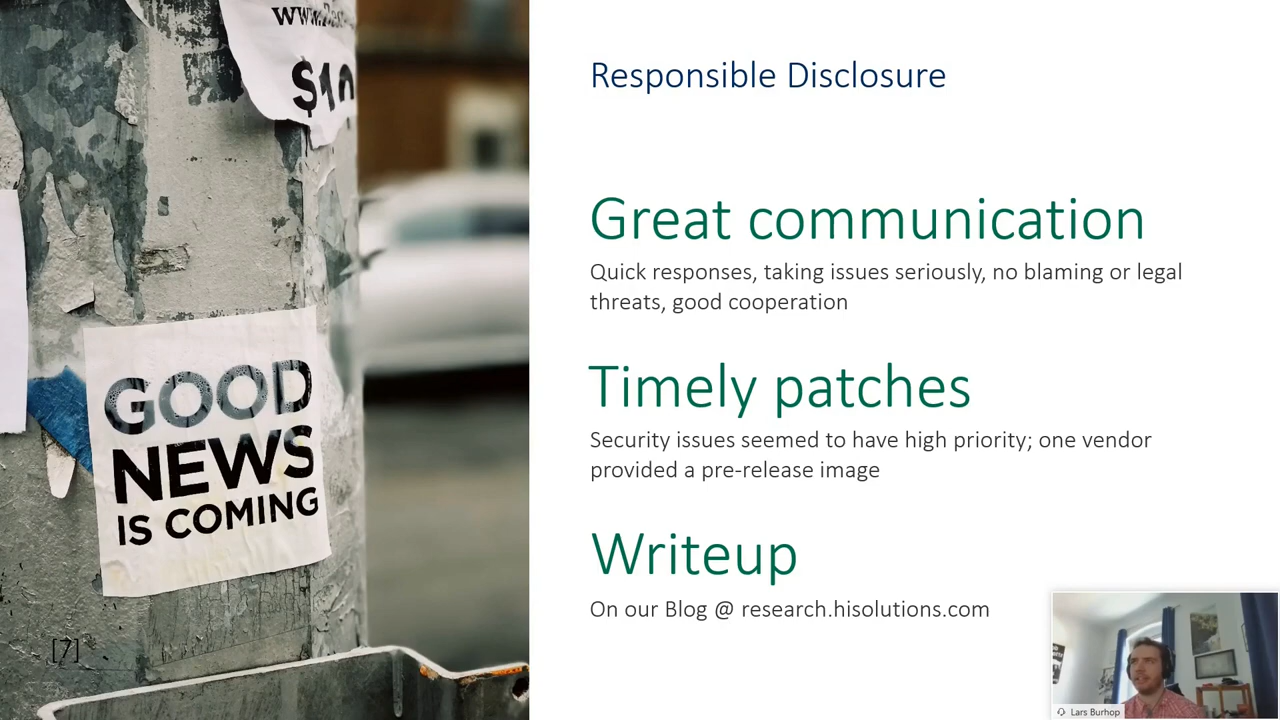 $10
GOOD
NEWS
IS COMING
[7]
Responsible Disclosure
Great communication
Quick responses, taking issues seriously, no blaming or legal
threats, good cooperation
Timely patches
Security issues seemed to have high priority; one vendor
provided a pre-release image
Writeup
On our Blog @ research.hisolutions.com
Lars Burhop